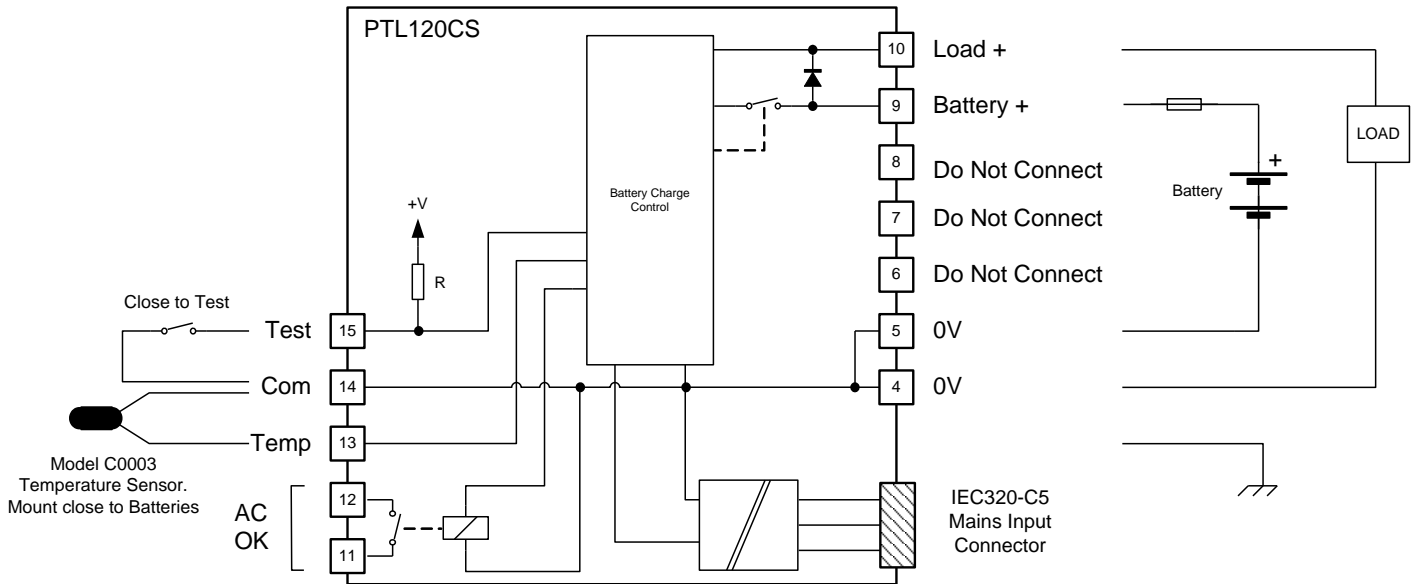 PTL120CS
10
Load +
9
Battery +
8
Do Not Connect
7
Do Not Connect
6
Do Not Connect
5
0V
4
0V
LOAD
+
Battery
Battery Charge
Control
+V
R
Close to Test
Test
15
Com
14
Temp
13
Model C0003
Temperature Sensor.
Mount close to Batteries
AC
OK
12
11
IEC320-C5
Mains Input
Connector